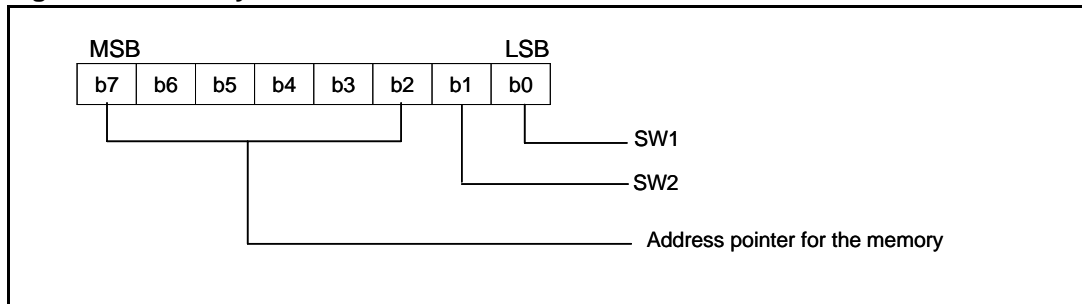 MSB LSB
b7 b6 b5 b4 b3 b2 b1 b0
SW1
SW2
Address pointer for the memory